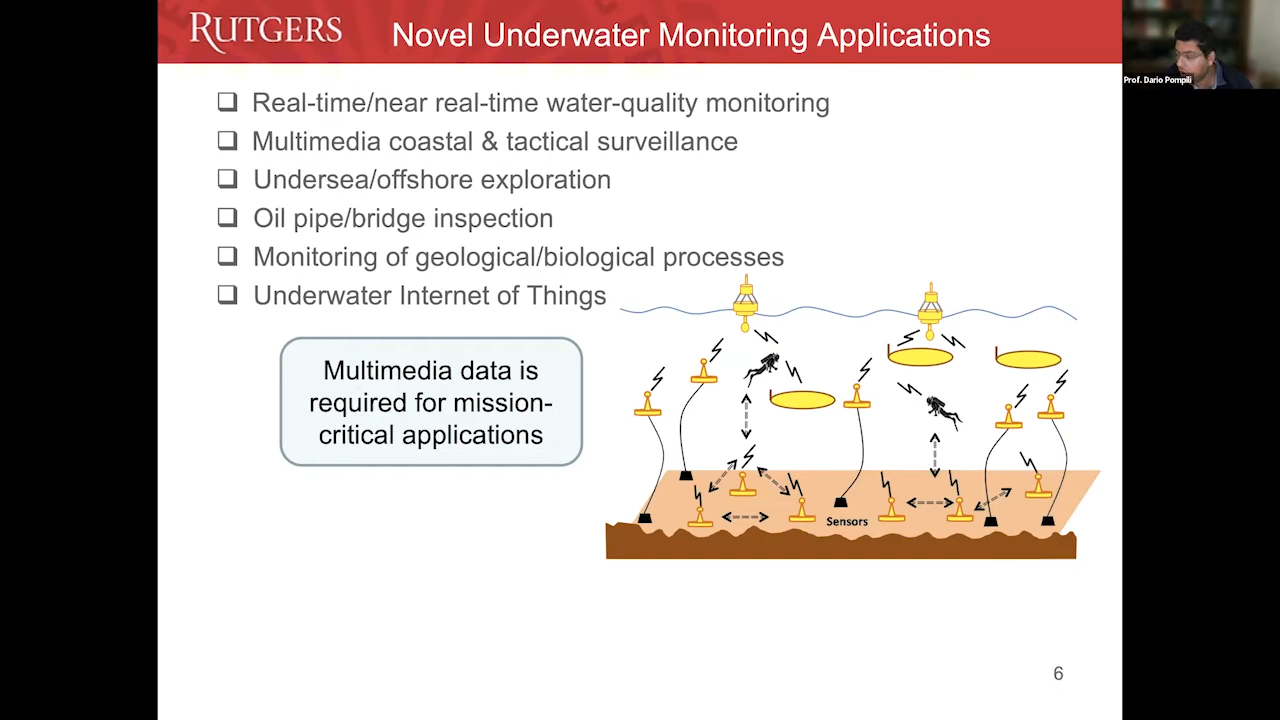 RUTGERS
Novel Underwater Monitoring Applications
Prof. Dario Pompili
Real-time/near real-time water-quality monitoring
Multimedia coastal & tactical surveillance
Undersea/offshore exploration
Oil pipe/bridge inspection
Monitoring of geological/biological processes
Underwater Internet of Things
Multimedia data is
required for mission-
critical applications
Sensors
6